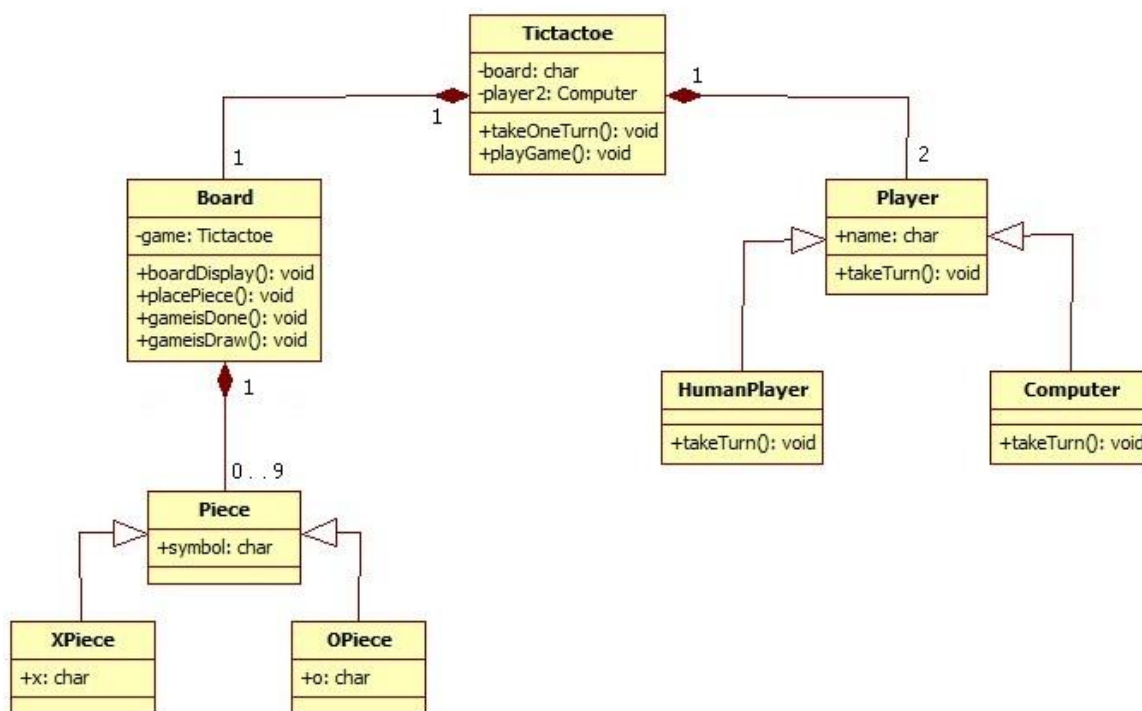 Tictactoe
-board: char
-player2: Computer
+takeOneTurn(): void
+playGame(): void
1
1
1
2
Board
-game: Tictactoe
+boardDisplay(): void
+placePiece(): void
+gameisDone(): void
+gameisDraw(): void
Player
+name: char
+takeTurn(): void
1
0...9
HumanPlayer
+takeTurn(): void
Computer
+takeTurn(): void
Piece
+symbol: char
XPiece
+x: char
OPiece
+o: char